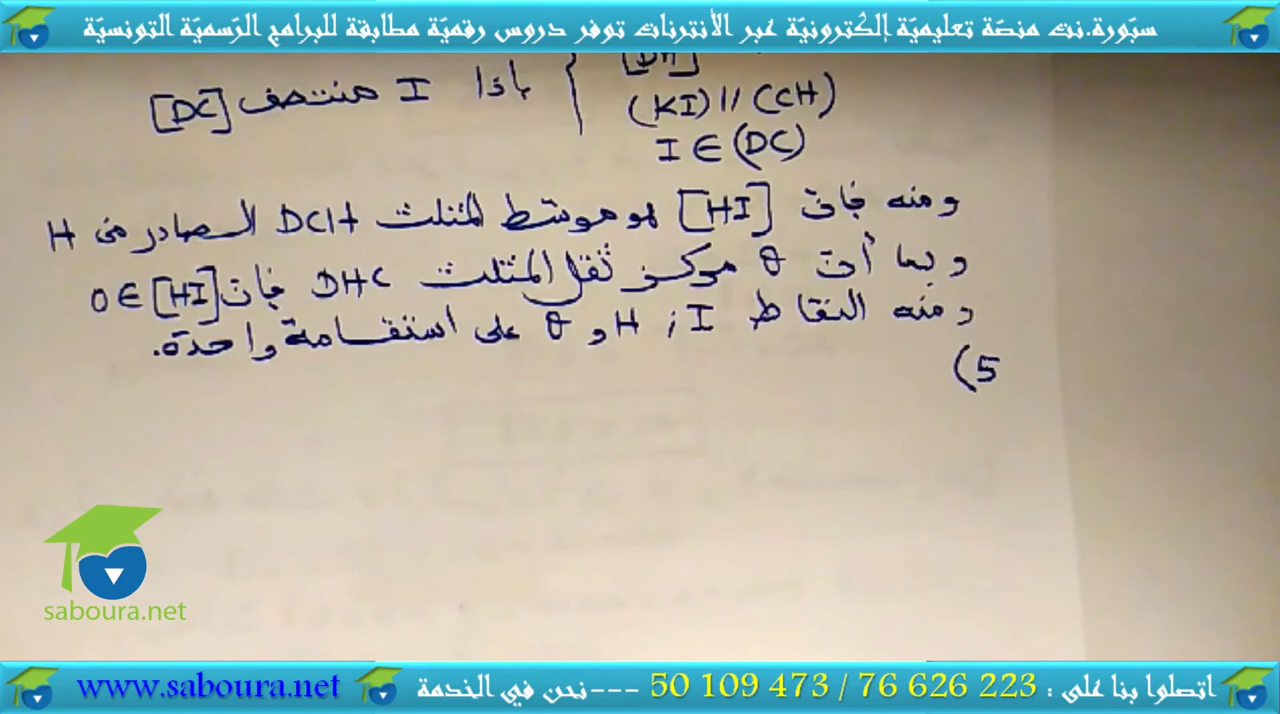 سبّورة.نت منصّة تعليميّة إلكترونيّة عبر الأنترنات توفر دروس رقميّة مطابقة للبرامج الرّسميّة التونسيّة
[DH]
(KI) // (CH)
I ∈ (DC)
إذا I منتصف [DC]
ومنه فإن [HI] هو موسط المثلث DCH الصادر من H
وبما أن θ مركز ثقل المثلث DHC فإن O ∈ [HI]
ومنه النقاط I ; H و θ على استقامة واحدة.
5)
saboura.net
اتصلوا بنا على : 223 626 76 / 473 109 50 ---نحن في الخدمة www.saboura.net